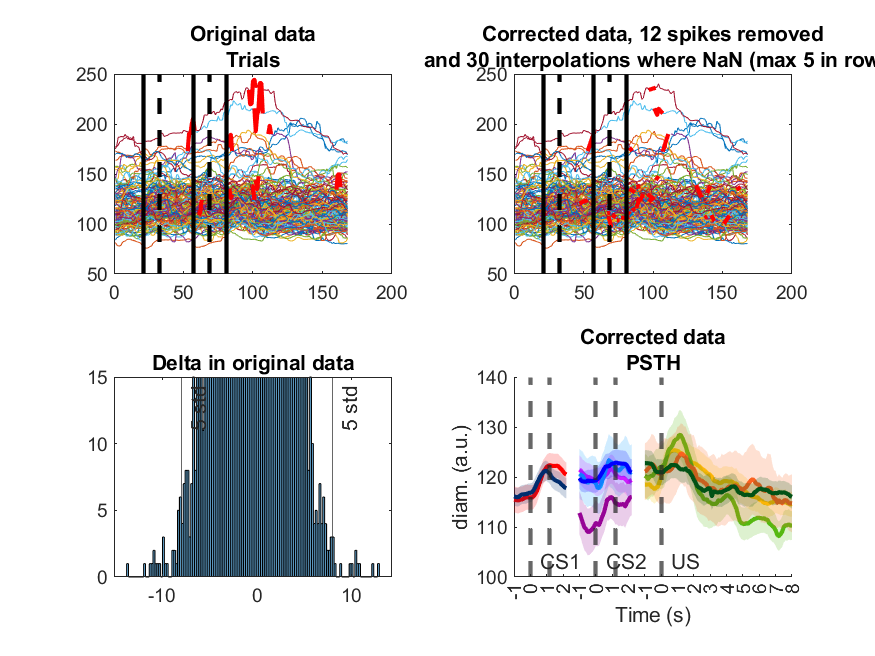 Original data
Trials
250
200
150
100
50
0 50 100 150 200
Corrected data, 12 spikes removed
and 30 interpolations where NaN (max 5 in row
250
200
150
100
50
0 50 100 150 200
Delta in original data
15
10
5
0
-10 0 10
5 std
5 std
Corrected data
PSTH
diam. (a.u.)
140
130
120
110
100
CS1 CS2 US
-1 0 1 2 -1 0 1 2 -1 0 1 2 3 4 5 6 7 8
Time (s)